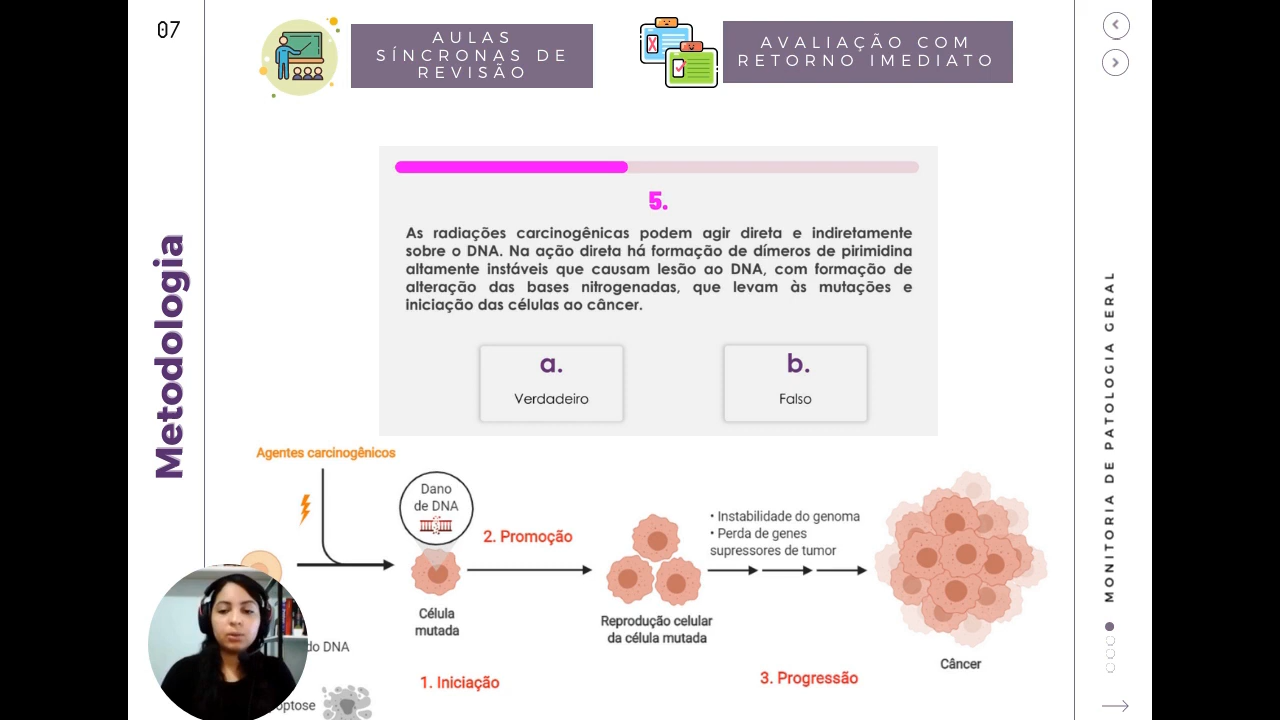 07
AULAS
SÍNCRONAS DE
REVISÃO
AVALIAÇÃO COM
RETORNO IMEDIATO
Metodologia
5.
As radiações carcinogênicas podem agir direta e indiretamente
sobre o DNA. Na ação direta há formação de dímeros de pirimidina
altamente instáveis que causam lesão ao DNA, com formação de
alteração das bases nitrogenadas, que levam às mutações e
iniciação das células ao câncer.
a.
Verdadeiro
b.
Falso
Agentes carcinogênicos
Dano
de DNA
2. Promoção
• Instabilidade do genoma
• Perda de genes
supressores de tumor
Célula
mutada
Reprodução celular
da célula mutada
Câncer
do DNA
1. Iniciação
3. Progressão
optose
MONITORIA DE PATOLOGIA GERAL